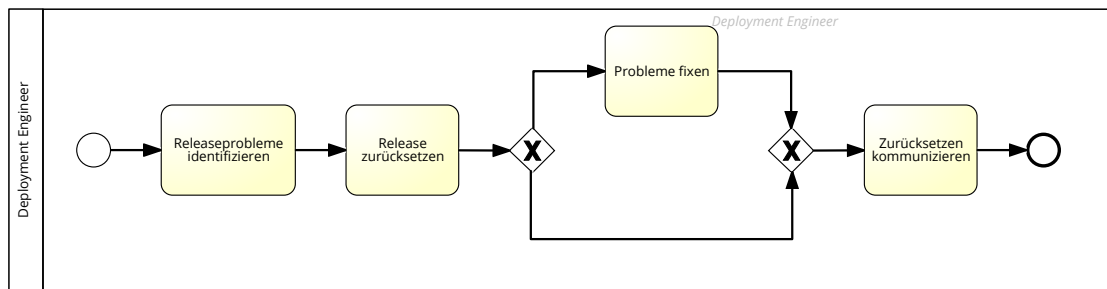 Deployment Engineer
Deployment Engineer
Probleme fixen
Releaseprobleme
identifizieren
Release
zurücksetzen
X
X
Zurücksetzen
kommunizieren